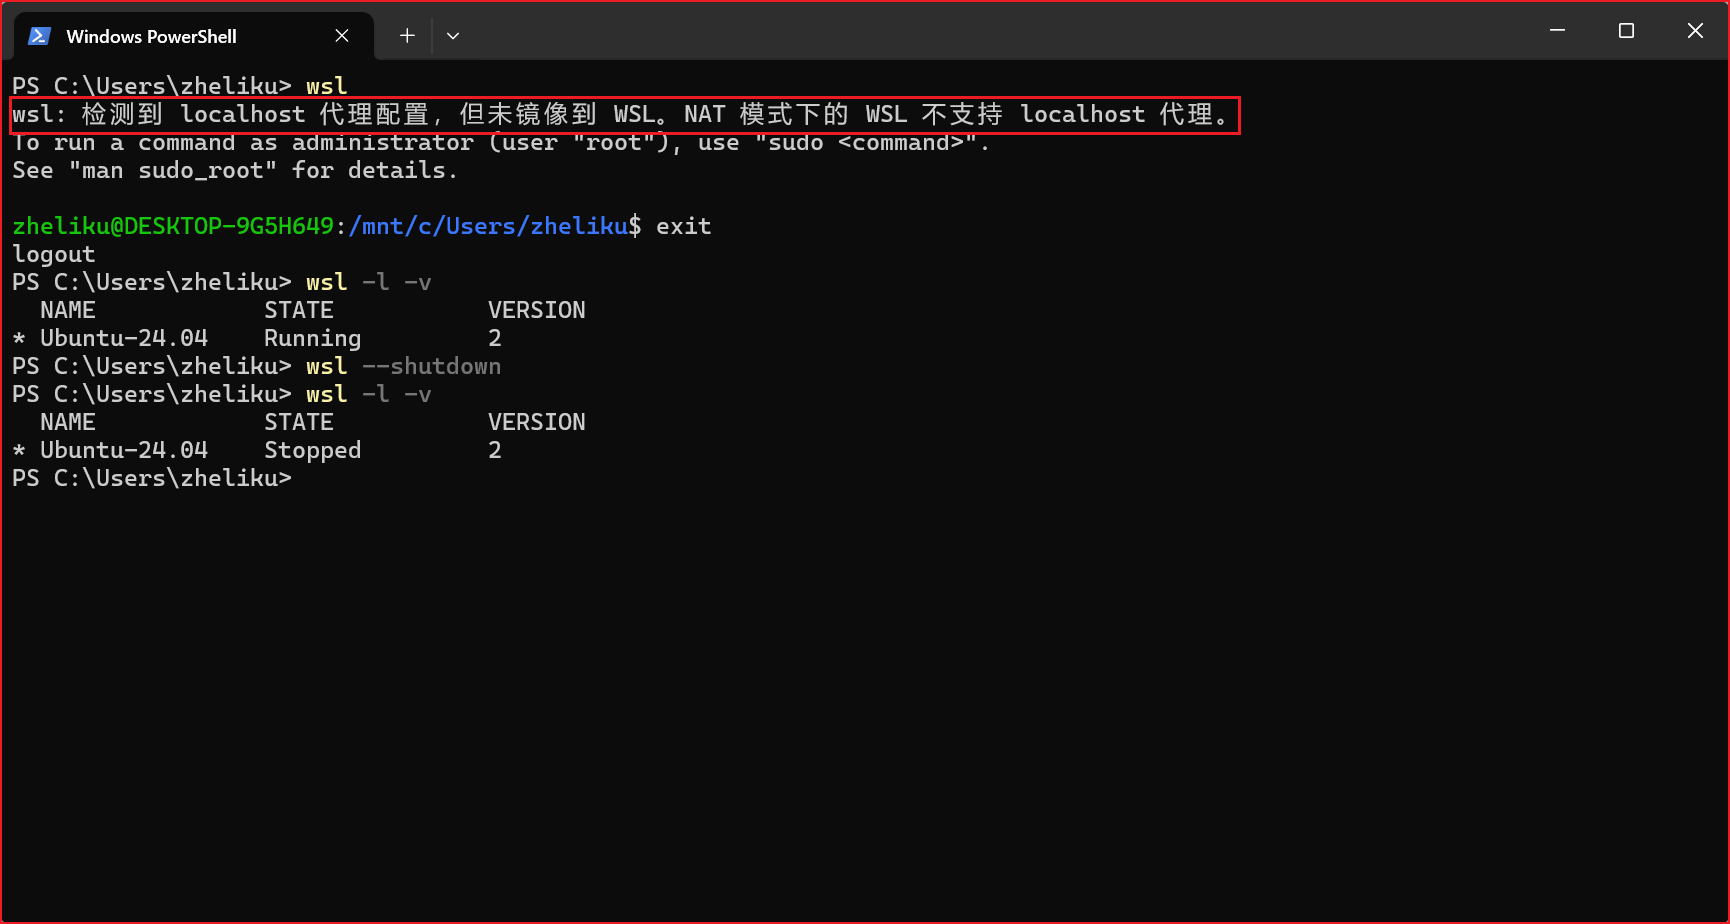 Windows PowerShell
PS C:\Users\zheliku> wsl
wsl: 检测到 localhost 代理配置，但未镜像到 WSL。NAT 模式下的 WSL 不支持 localhost 代理。
To run a command as administrator (user "root"), use "sudo <command>".
See "man sudo_root" for details.
zheliku@DESKTOP-9G5H649:/mnt/c/Users/zheliku$ exit
logout
PS C:\Users\zheliku> wsl -l -v
  NAME            STATE           VERSION
* Ubuntu-24.04    Running         2
PS C:\Users\zheliku> wsl --shutdown
PS C:\Users\zheliku> wsl -l -v
  NAME            STATE           VERSION
* Ubuntu-24.04    Stopped         2
PS C:\Users\zheliku>